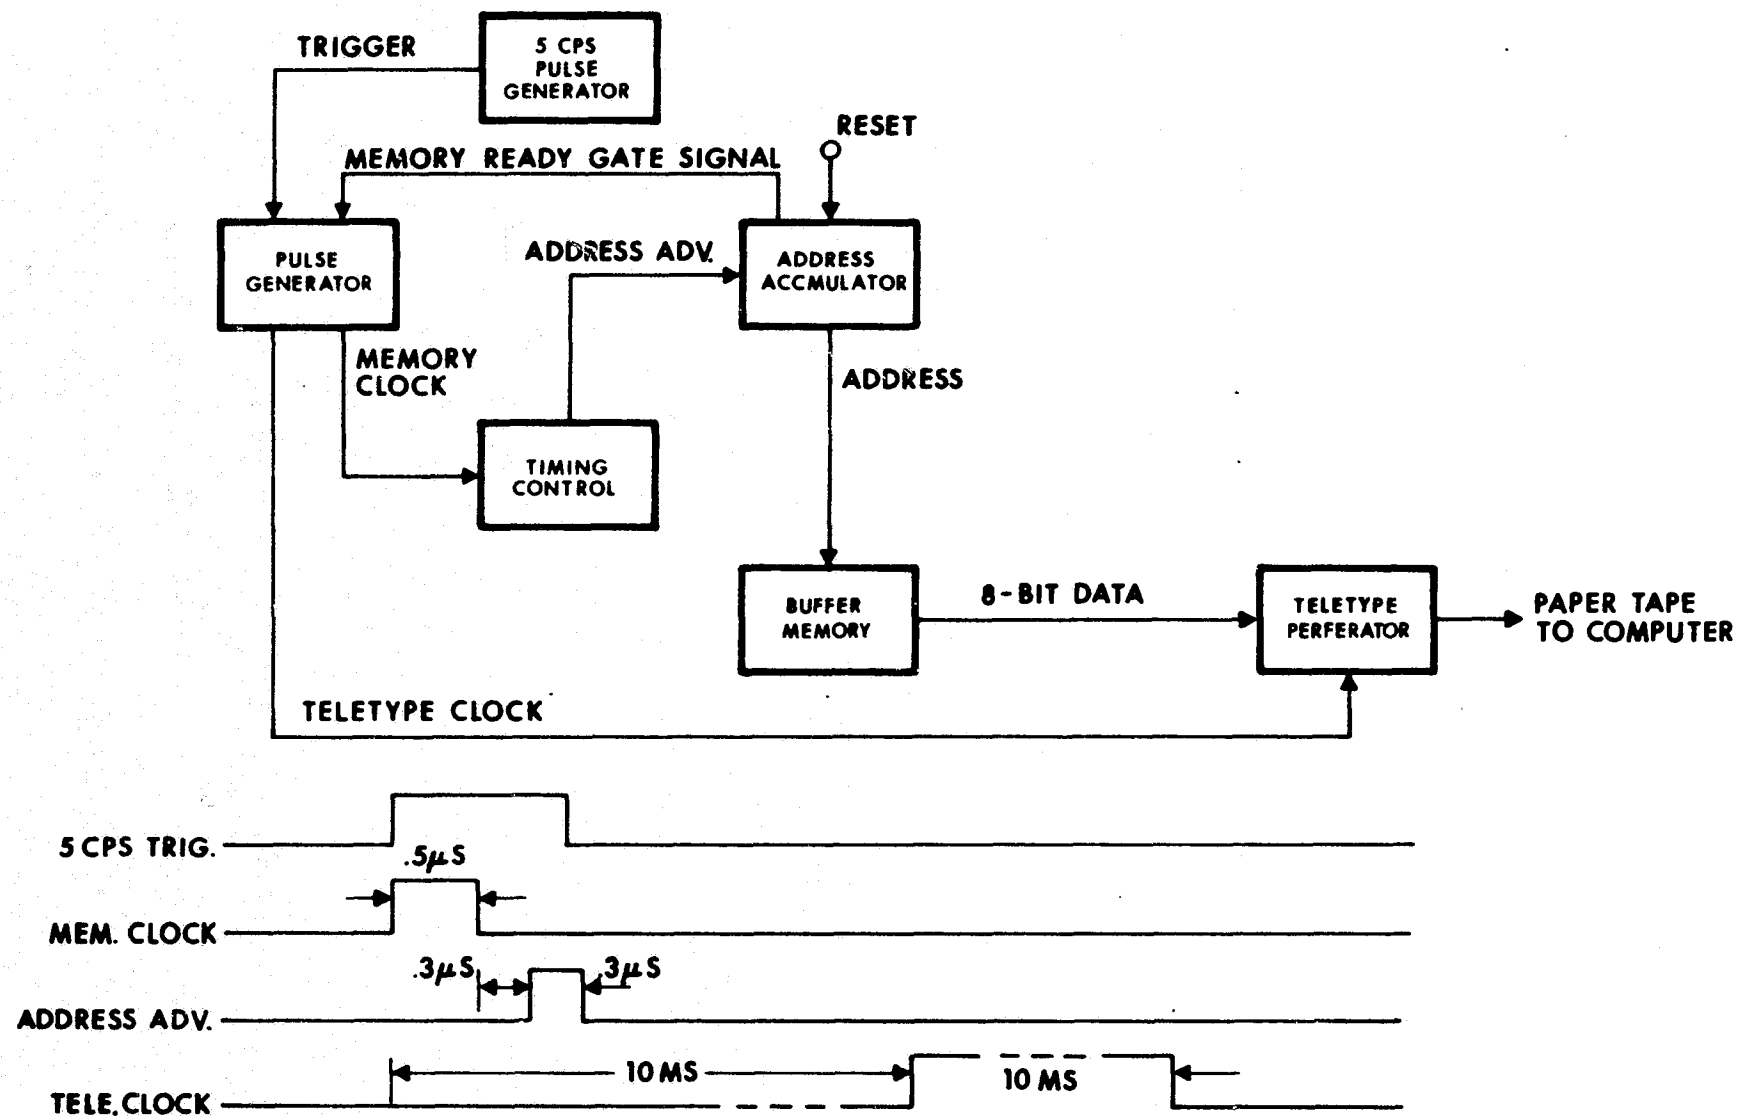 TRIGGER
5 CPS
PULSE
GENERATOR
RESET
MEMORY READY GATE SIGNAL
PULSE
GENERATOR
ADDRESS ADV.
ADDRESS
ACCMULATOR
MEMORY
CLOCK
ADDRESS
TIMING
CONTROL
BUFFER
MEMORY
8-BIT DATA
TELETYPE
PERFERATOR
PAPER TAPE
TO COMPUTER
TELETYPE CLOCK
5 CPS TRIG.
.5μS
MEM. CLOCK
.3μS
.3μS
ADDRESS ADV.
10 MS
10 MS
TELE. CLOCK